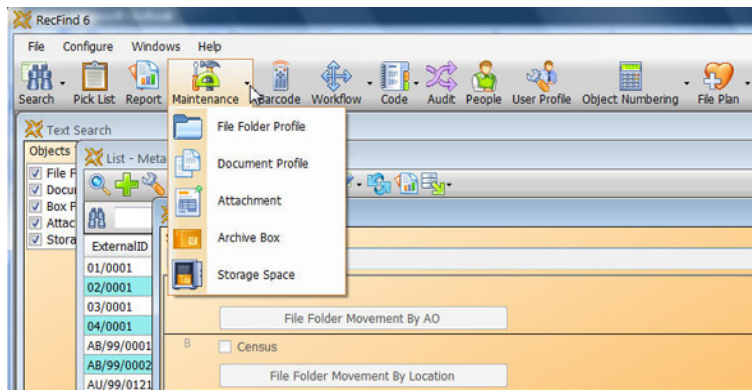 RecFind 6
File Configure Windows Help
Search Pick List Report Maintenance Barcode Workflow Code Audit People User Profile Object Numbering File Plan
File Folder Profile
Document Profile
Attachment
Archive Box
Storage Space
Text Search
Objects
File F
Docu
Box F
Attac
Stora
List - Meta
ExternalID
01/0001
02/0001
03/0001
04/0001
AB/99/0001
AB/99/0002
AU/99/0121
File Folder Movement By AO
B
Census
File Folder Movement By Location